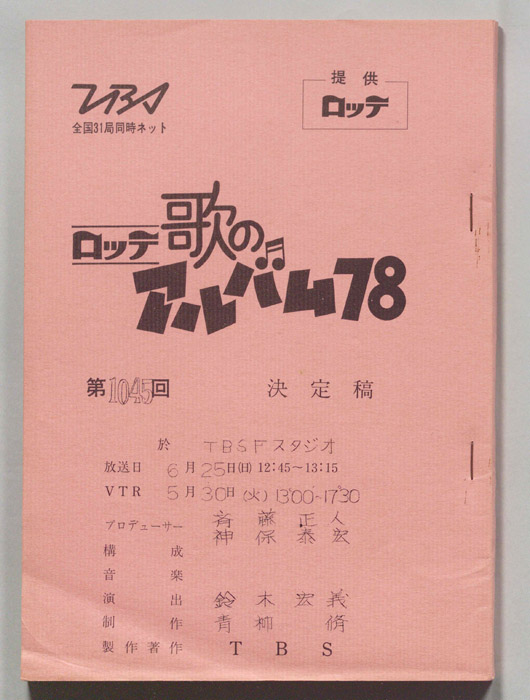 TBS
全国31局同時ネット
提供
ロッテ
ロッテ歌の
アルバム78
第1045回 決定稿
於 TBSFスタジオ
放送日 6月25日(日)12:45〜13:15
VTR 5月30日(火)13:00〜17:30
プロデューサー 斉藤正人
神保泰宏
構成
音楽
演出 鈴木宏義
制作 青柳脩
製作著作 TBS